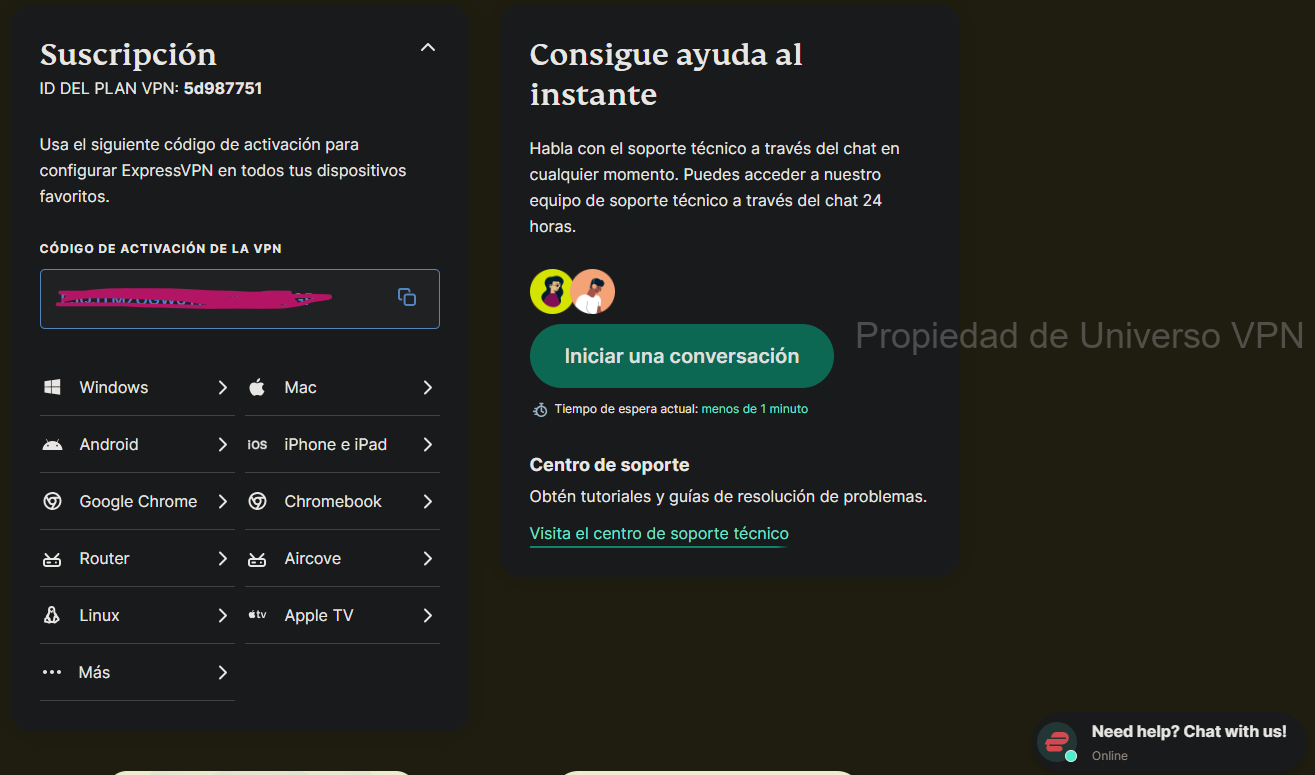 Suscripción
ID DEL PLAN VPN: 5d987751
Usa el siguiente código de activación para
configurar ExpressVPN en todos tus dispositivos
favoritos.
CÓDIGO DE ACTIVACIÓN DE LA VPN
Windows
Mac
Android
iOS iPhone e iPad
Google Chrome
Chromebook
Router
Aircove
Linux
tv Apple TV
Más
Consigue ayuda al
instante
Habla con el soporte técnico a través del chat en
cualquier momento. Puedes acceder a nuestro
equipo de soporte técnico a través del chat 24
horas.
Iniciar una conversación
Tiempo de espera actual: menos de 1 minuto
Centro de soporte
Obtén tutoriales y guías de resolución de problemas.
Visita el centro de soporte técnico
Propiedad de Universo VPN
Need help? Chat with us!
Online